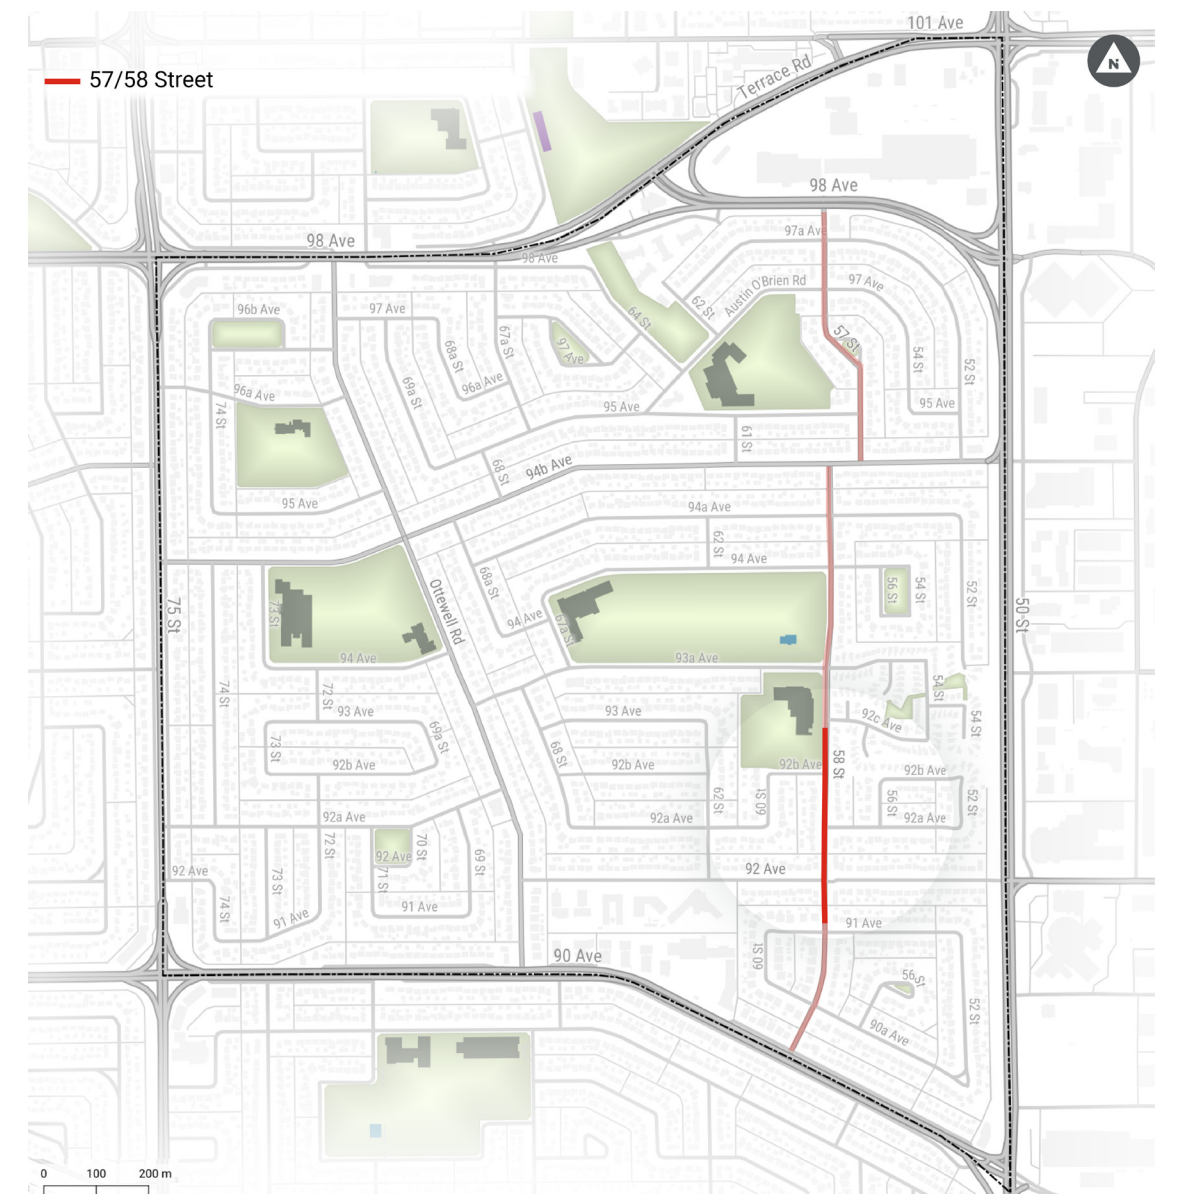 101 Ave
N
57/58 Street
Terrace Rd
98 Ave
97a Ave
98 Ave
98 Ave
Austin O'Brien Rd
97 Ave
62 St
96b Ave
97 Ave
64 St
67a St
68a St
97 Ave
57 St
54 St
52 St
96a Ave
69a St
96a Ave
74 St
95 Ave
95 Ave
61 St
94b Ave
68 St
95 Ave
94a Ave
62 St
94 Ave
68a St
56 St
54 St
52 St
75 St
73 St
Ottewell Rd
94 Ave
67a St
50 St
94 Ave
93a Ave
74 St
72 St
54 St
93 Ave
93 Ave
92c Ave
54 St
69a St
73 St
68 St
92b Ave
92b Ave
92b Ave
58 St
92b Ave
62 St
60 St
56 St
52 St
92a Ave
92a Ave
92a Ave
72 St
70 St
69 St
92 Ave
92 Ave
92 Ave
71 St
73 St
74 St
91 Ave
91 Ave
91 Ave
90 Ave
60 St
56 St
52 St
90a Ave
0 100 200 m